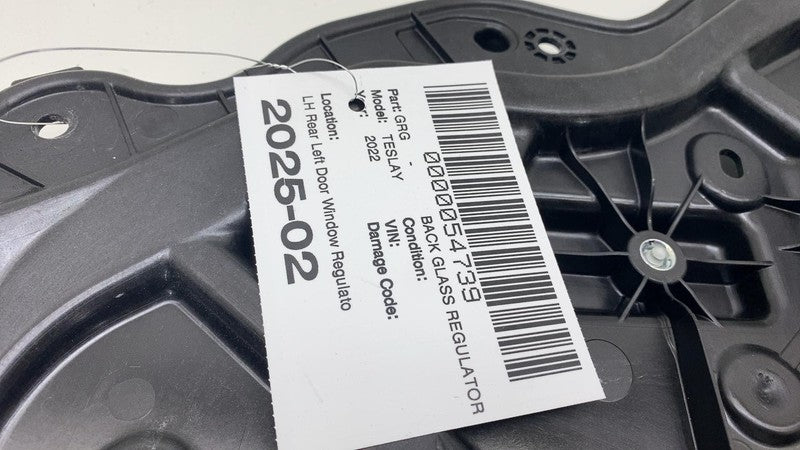 0000054739
Part: GRG - BACK GLASS REGULATOR
Model: TESLAY Condition:
Year: 2022 VIN:
Damage Code:
Location:
LH Rear Left Door Window Regulato
2025-02